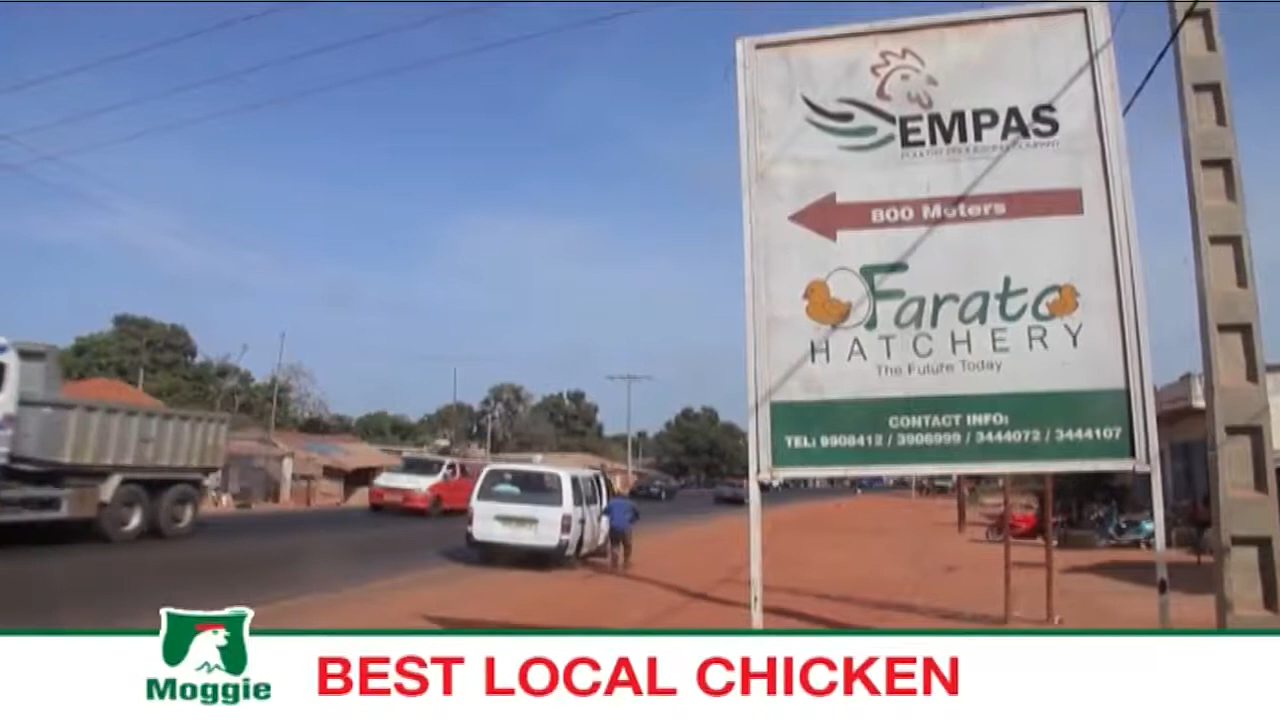 EMPAS
800 Meters
Farato
HATCHERY
The Future Today
CONTACT INFO:
TEL: 9908412 / 3906999 / 3444072 / 3444107
Moggie
BEST LOCAL CHICKEN